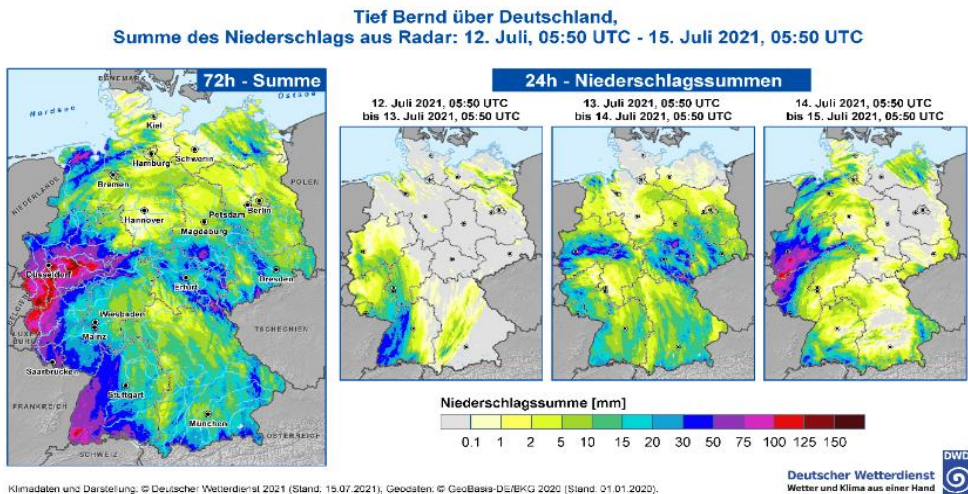 Tief Bernd über Deutschland,
Summe des Niederschlags aus Radar: 12. Juli, 05:50 UTC - 15. Juli 2021, 05:50 UTC
72h - Summe
24h - Niederschlagssummen
12. Juli 2021, 05:50 UTC
bis 13. Juli 2021, 05:50 UTC
13. Juli 2021, 05:50 UTC
bis 14. Juli 2021, 05:50 UTC
14. Juli 2021, 05:50 UTC
bis 15. Juli 2021, 05:50 UTC
DÄNEMARK
Nordsee
Ostsee
Kiel
Hamburg
Schwerin
Bremen
POLEN
NIEDERLANDE
Hannover
Potsdam
Berlin
Magdeburg
Düsseldorf
Erfurt
Dresden
BELGIEN
Wiesbaden
Mainz
LUXEMBURG
TSCHECHIEN
Saarbrücken
Stuttgart
FRANKREICH
München
ÖSTERREICH
SCHWEIZ
Niederschlagssumme [mm]
0.1 1 2 5 10 15 20 30 50 75 100 125 150
DWD
Deutscher Wetterdienst
Wetter und Klima aus einer Hand
Klimadaten und Darstellung: © Deutscher Wetterdienst 2021 (Stand: 15.07.2021), Geodaten: © GeoBasis-DE/BKG 2020 (Stand: 01.01.2020).